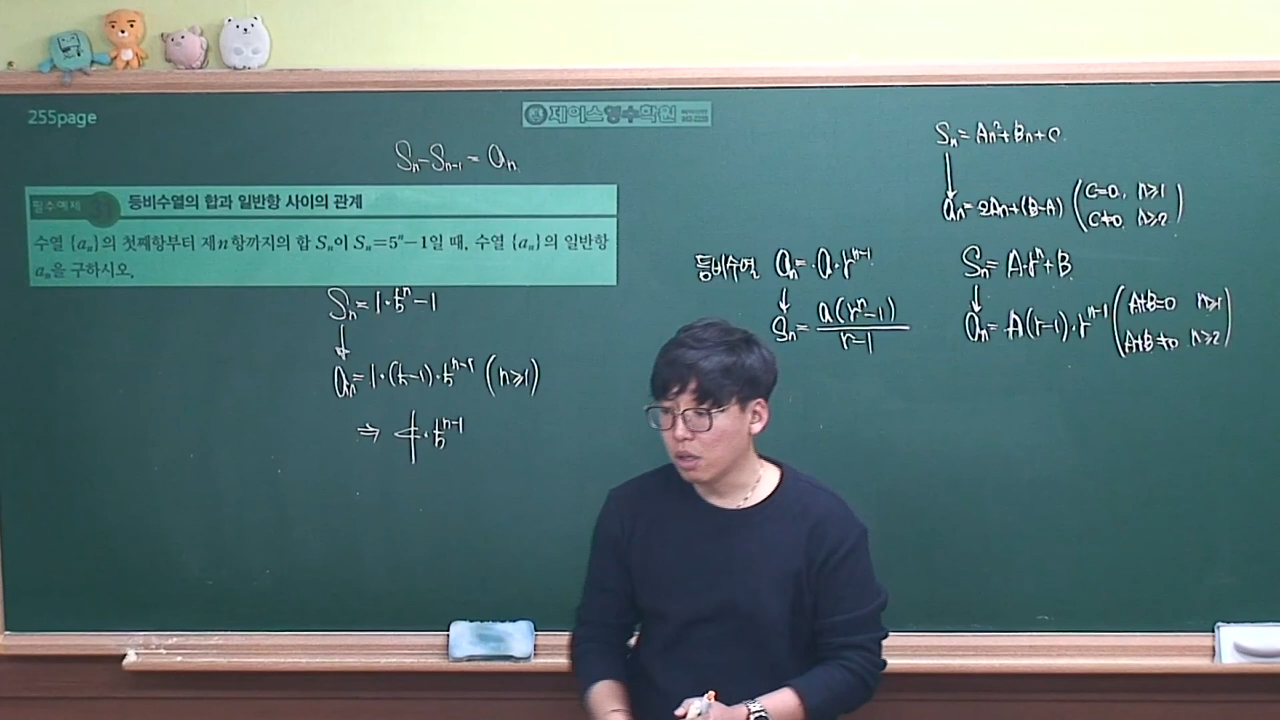 255page
제이스영수학원
Sₙ-Sₙ₋₁=aₙ
필수예제
등비수열의 합과 일반항 사이의 관계
수열 {aₙ}의 첫째항부터 제n항까지의 합 Sₙ이 Sₙ=5ⁿ-1일 때, 수열 {aₙ}의 일반항
aₙ을 구하시오.
Sₙ=1·5ⁿ-1
↓
aₙ=1·(5-1)·5ⁿ⁻¹ (n≥1)
⇒ 4·5ⁿ⁻¹
등비수열 aₙ=a·rⁿ⁻¹
↓
Sₙ=a(rⁿ-1)/r-1
Sₙ=An²+Bn+C
↓
aₙ=2An+(B-A) (C=0, n≥1
C≠0, n≥2)
Sₙ=A·rⁿ+B
↓
aₙ=A(r-1)·rⁿ⁻¹ (A+B=0 n≥1
A+B≠0 n≥2)